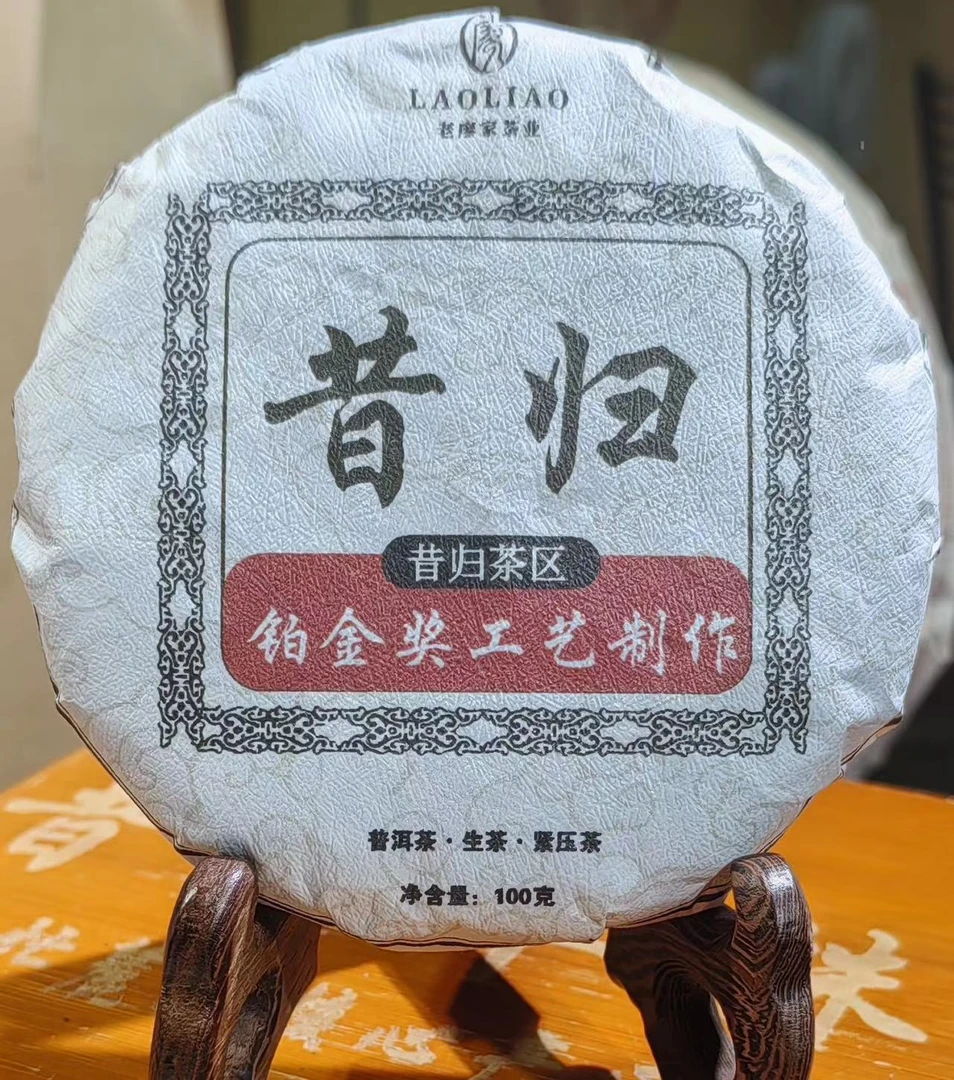 LAOLIAO
老廖家茶业
昔归
昔归茶区
铂金奖工艺制作
普洱茶·生茶·紧压茶
净含量：100克